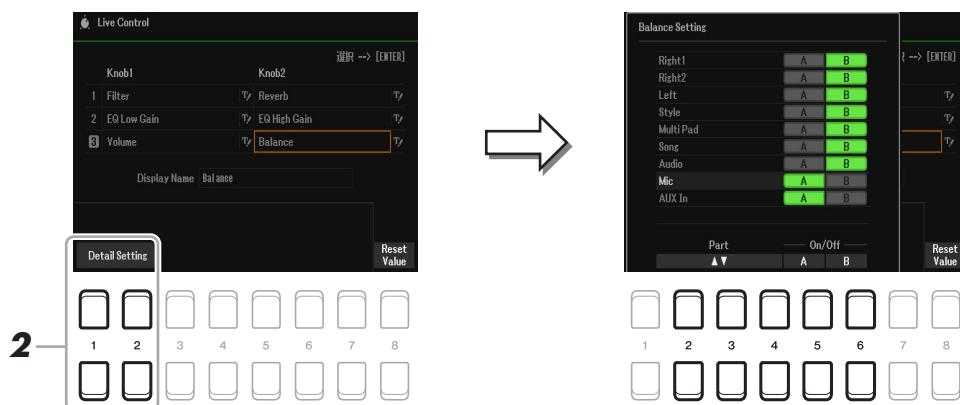 Live Control
選択 --> [ENTER]
Knob1 Knob2
1 Filter Reverb
2 EQ Low Gain EQ High Gain
3 Volume Balance
Display Name Balance
Detail Setting
Reset
Value
2
1 2 3 4 5 6 7 8
Balance Setting
--> [ENTER]
Right1 A B
Right2 A B
Left A B
Style A B
Multi Pad A B
Song A B
Audio A B
Mic A B
AUX In A B
Part On/Off
▲▼ A B
Reset
Value
1 2 3 4 5 6 7 8